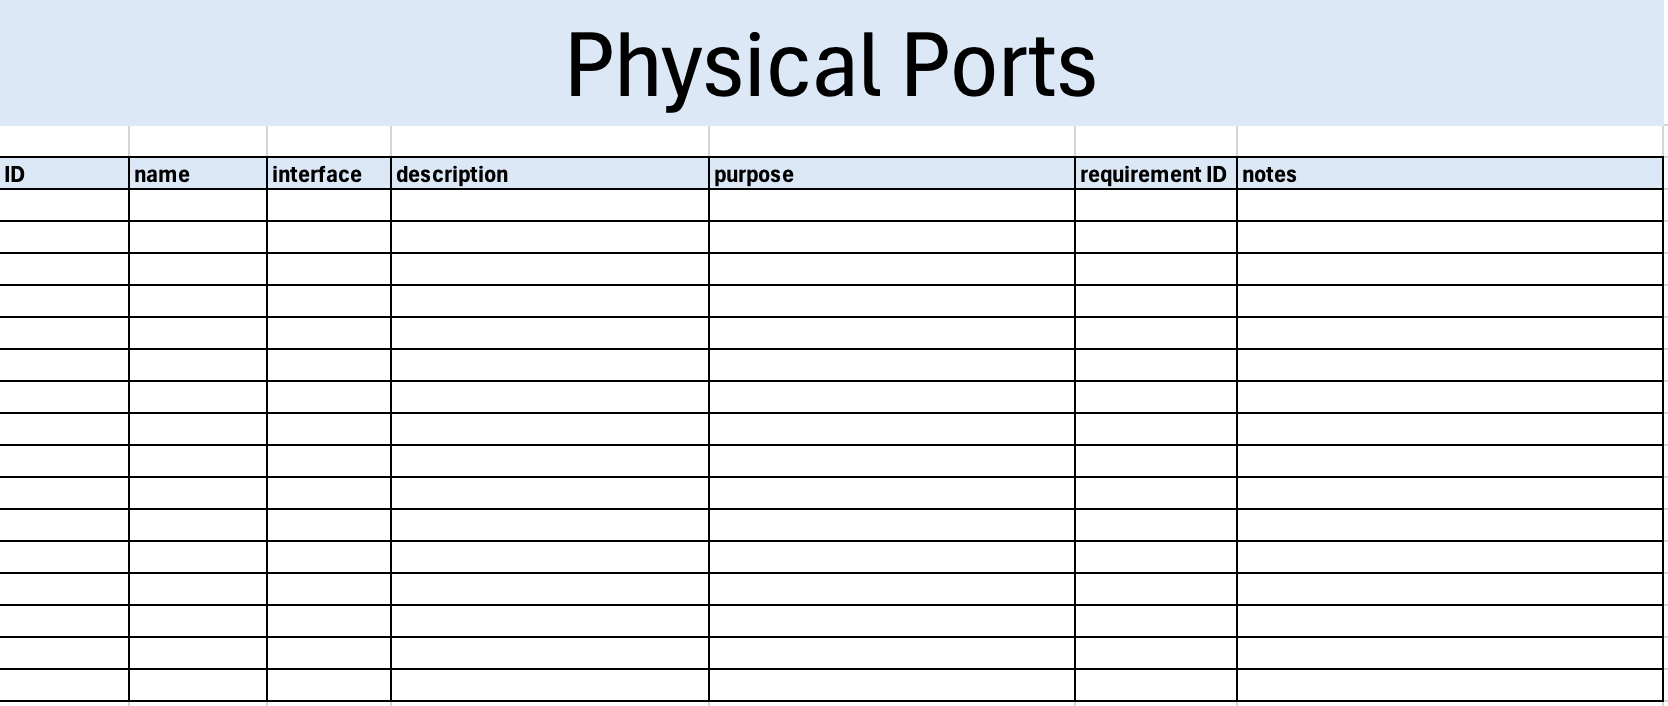 Physical Ports
ID name interface description purpose requirement ID notes